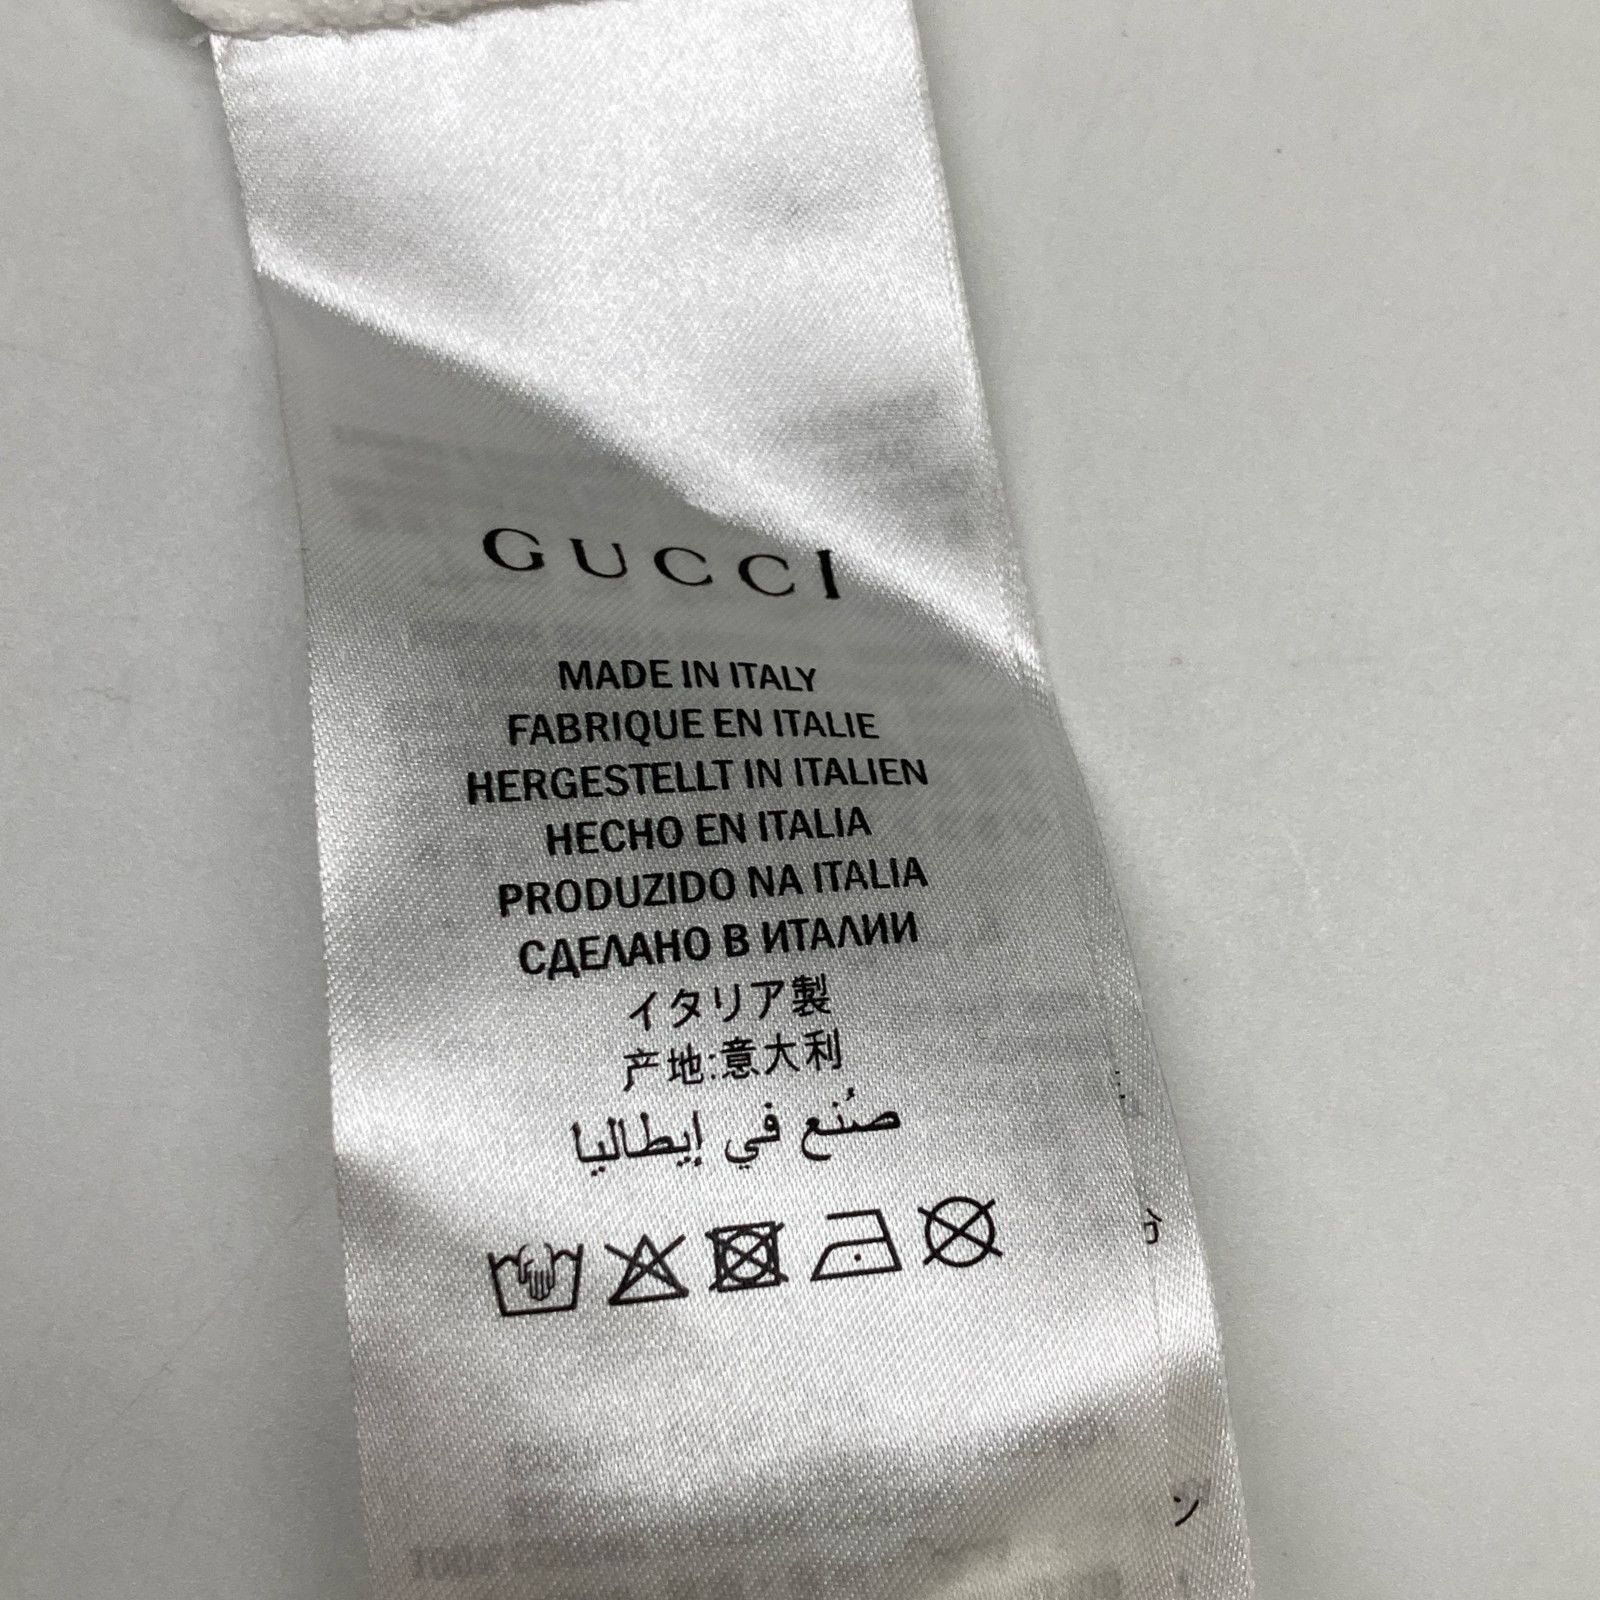 GUCCI
MADE IN ITALY
FABRIQUE EN ITALIE
HERGESTELLT IN ITALIEN
HECHO EN ITALIA
PRODUZIDO NA ITALIA
СДЕЛАНО В ИТАЛИИ
イタリア製
产地:意大利
صُنع في إيطاليا